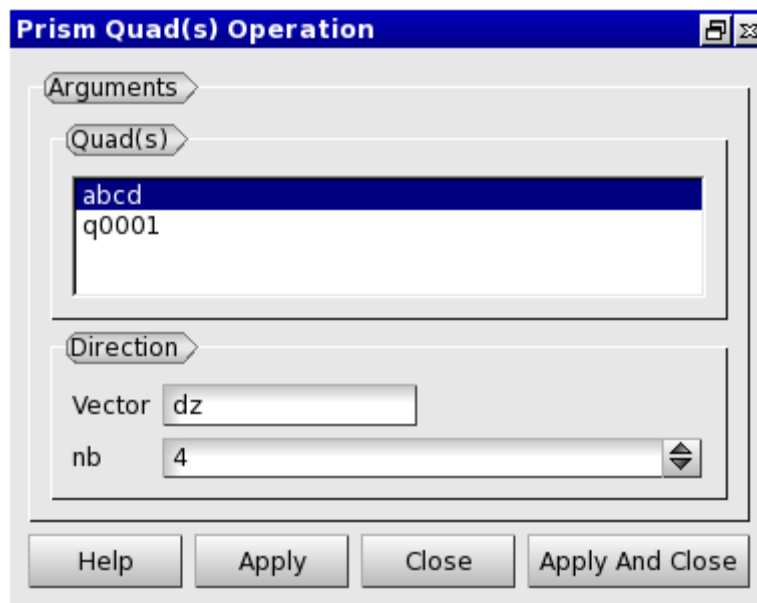 Prism Quad(s) Operation
Arguments
Quad(s)
abcd
q0001
Direction
Vector dz
nb 4
Help Apply Close Apply And Close